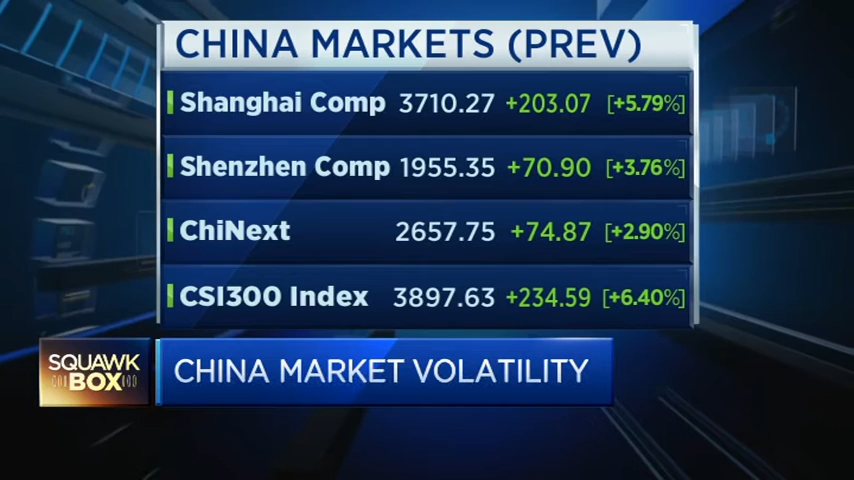 CHINA MARKETS (PREV)
Shanghai Comp 3710.27 +203.07 [+5.79%]
Shenzhen Comp 1955.35 +70.90 [+3.76%]
ChiNext 2657.75 +74.87 [+2.90%]
CSI300 Index 3897.63 +234.59 [+6.40%]
SQUAWK
BOX
CHINA MARKET VOLATILITY